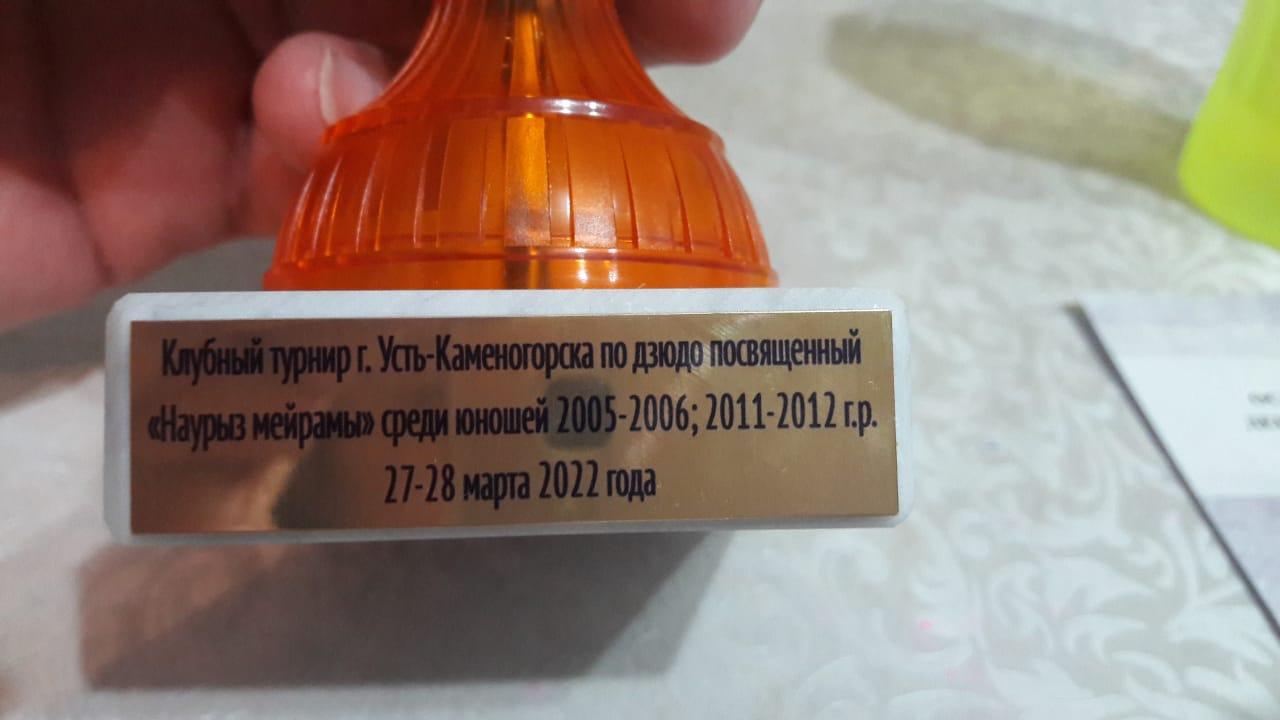 Клубный турнир г. Усть-Каменогорска по дзюдо посвященный
«Наурыз мейрамы» среди юношей 2005-2006; 2011-2012 г.р.
27-28 марта 2022 года